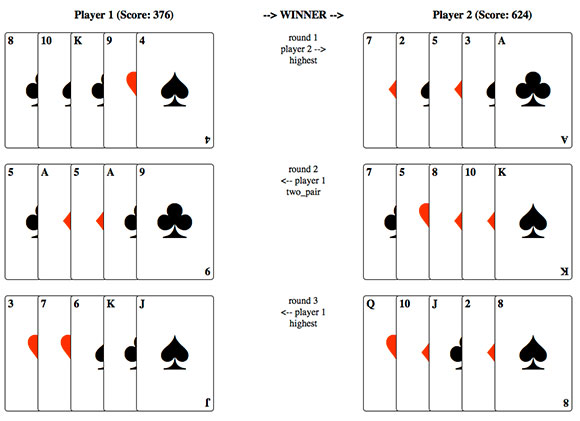 Player 1 (Score: 376) --> WINNER --> Player 2 (Score: 624)
8 10 K 9 4
4
round 1
player 2 -->
highest
7 2 5 3 A
A
5 A 5 A 9
9
round 2
<-- player 1
two_pair
7 5 8 10 K
K
3 7 6 K J
J
round 3
<-- player 1
highest
Q 10 J 2 8
8